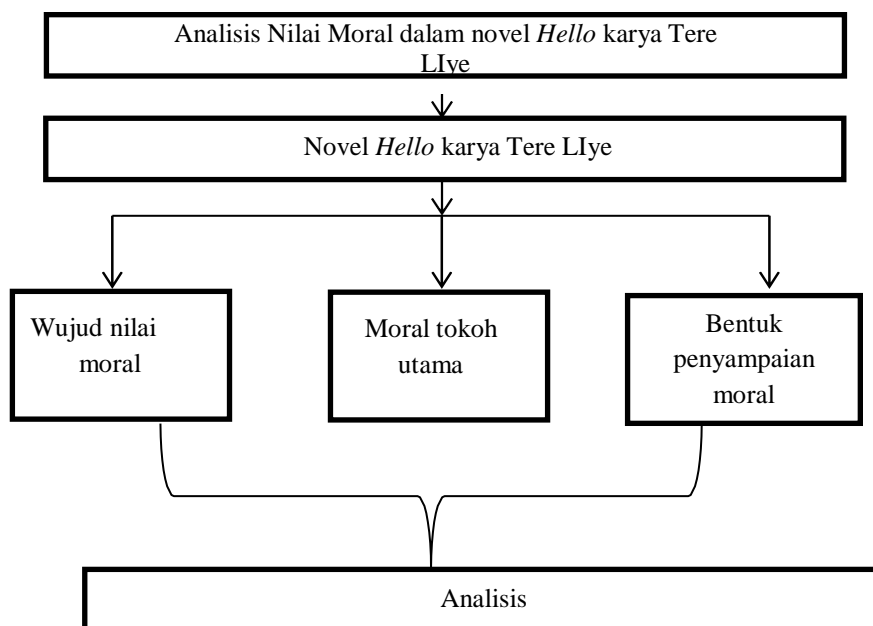 Analisis Nilai Moral dalam novel Hello karya Tere
LIye
Novel Hello karya Tere LIye
Wujud nilai
moral
Moral tokoh
utama
Bentuk
penyampaian
moral
Analisis